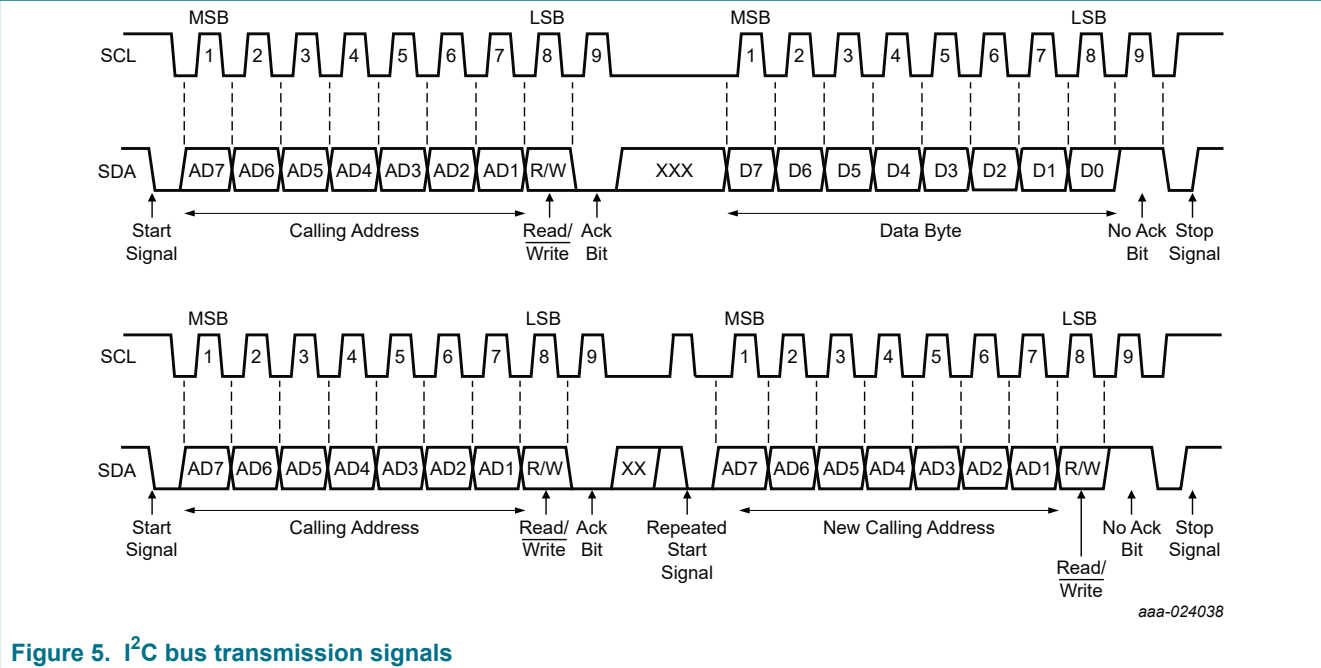 MSB LSB MSB LSB
SCL 1 2 3 4 5 6 7 8 9 1 2 3 4 5 6 7 8 9
SDA AD7 AD6 AD5 AD4 AD3 AD2 AD1 R/W XXX D7 D6 D5 D4 D3 D2 D1 D0
Start Signal
Calling Address
Read/Write
Ack Bit
Data Byte
No Ack Bit
Stop Signal
MSB LSB MSB LSB
SCL 1 2 3 4 5 6 7 8 9 1 2 3 4 5 6 7 8 9
SDA AD7 AD6 AD5 AD4 AD3 AD2 AD1 R/W XX AD7 AD6 AD5 AD4 AD3 AD2 AD1 R/W
Start Signal
Calling Address
Read/Write
Ack Bit
Repeated Start Signal
New Calling Address
Read/Write
No Ack Bit
Stop Signal
aaa-024038
Figure 5. I²C bus transmission signals